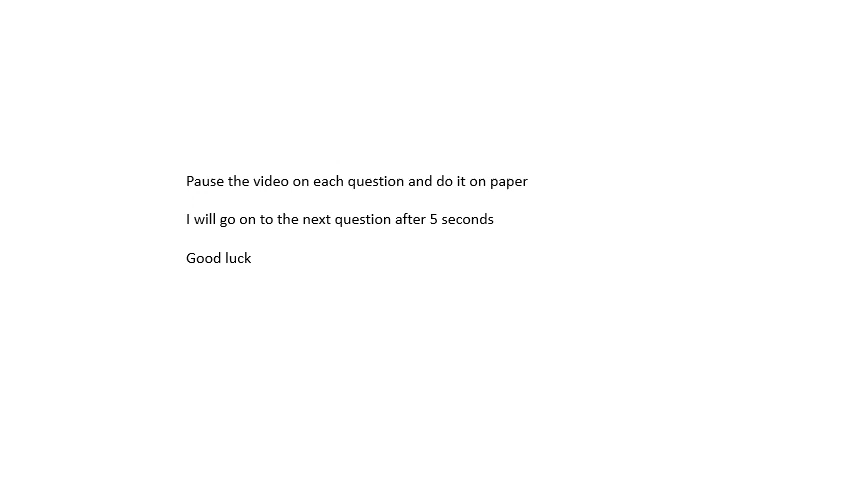 Pause the video on each question and do it on paper
I will go on to the next question after 5 seconds
Good luck